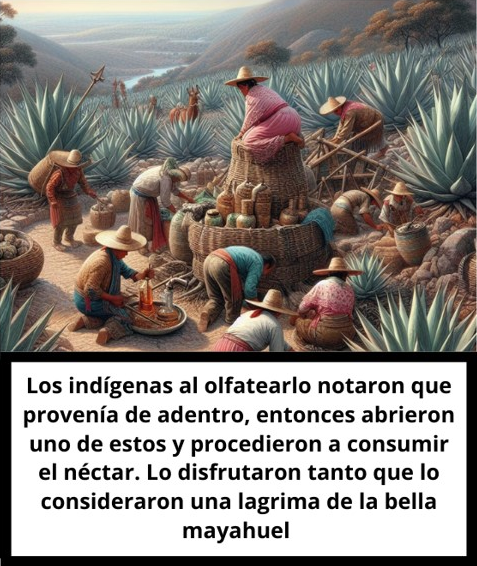 Los indígenas al olfatearlo notaron que
provenía de adentro, entonces abrieron
uno de estos y procedieron a consumir
el néctar. Lo disfrutaron tanto que lo
consideraron una lagrima de la bella
mayahuel